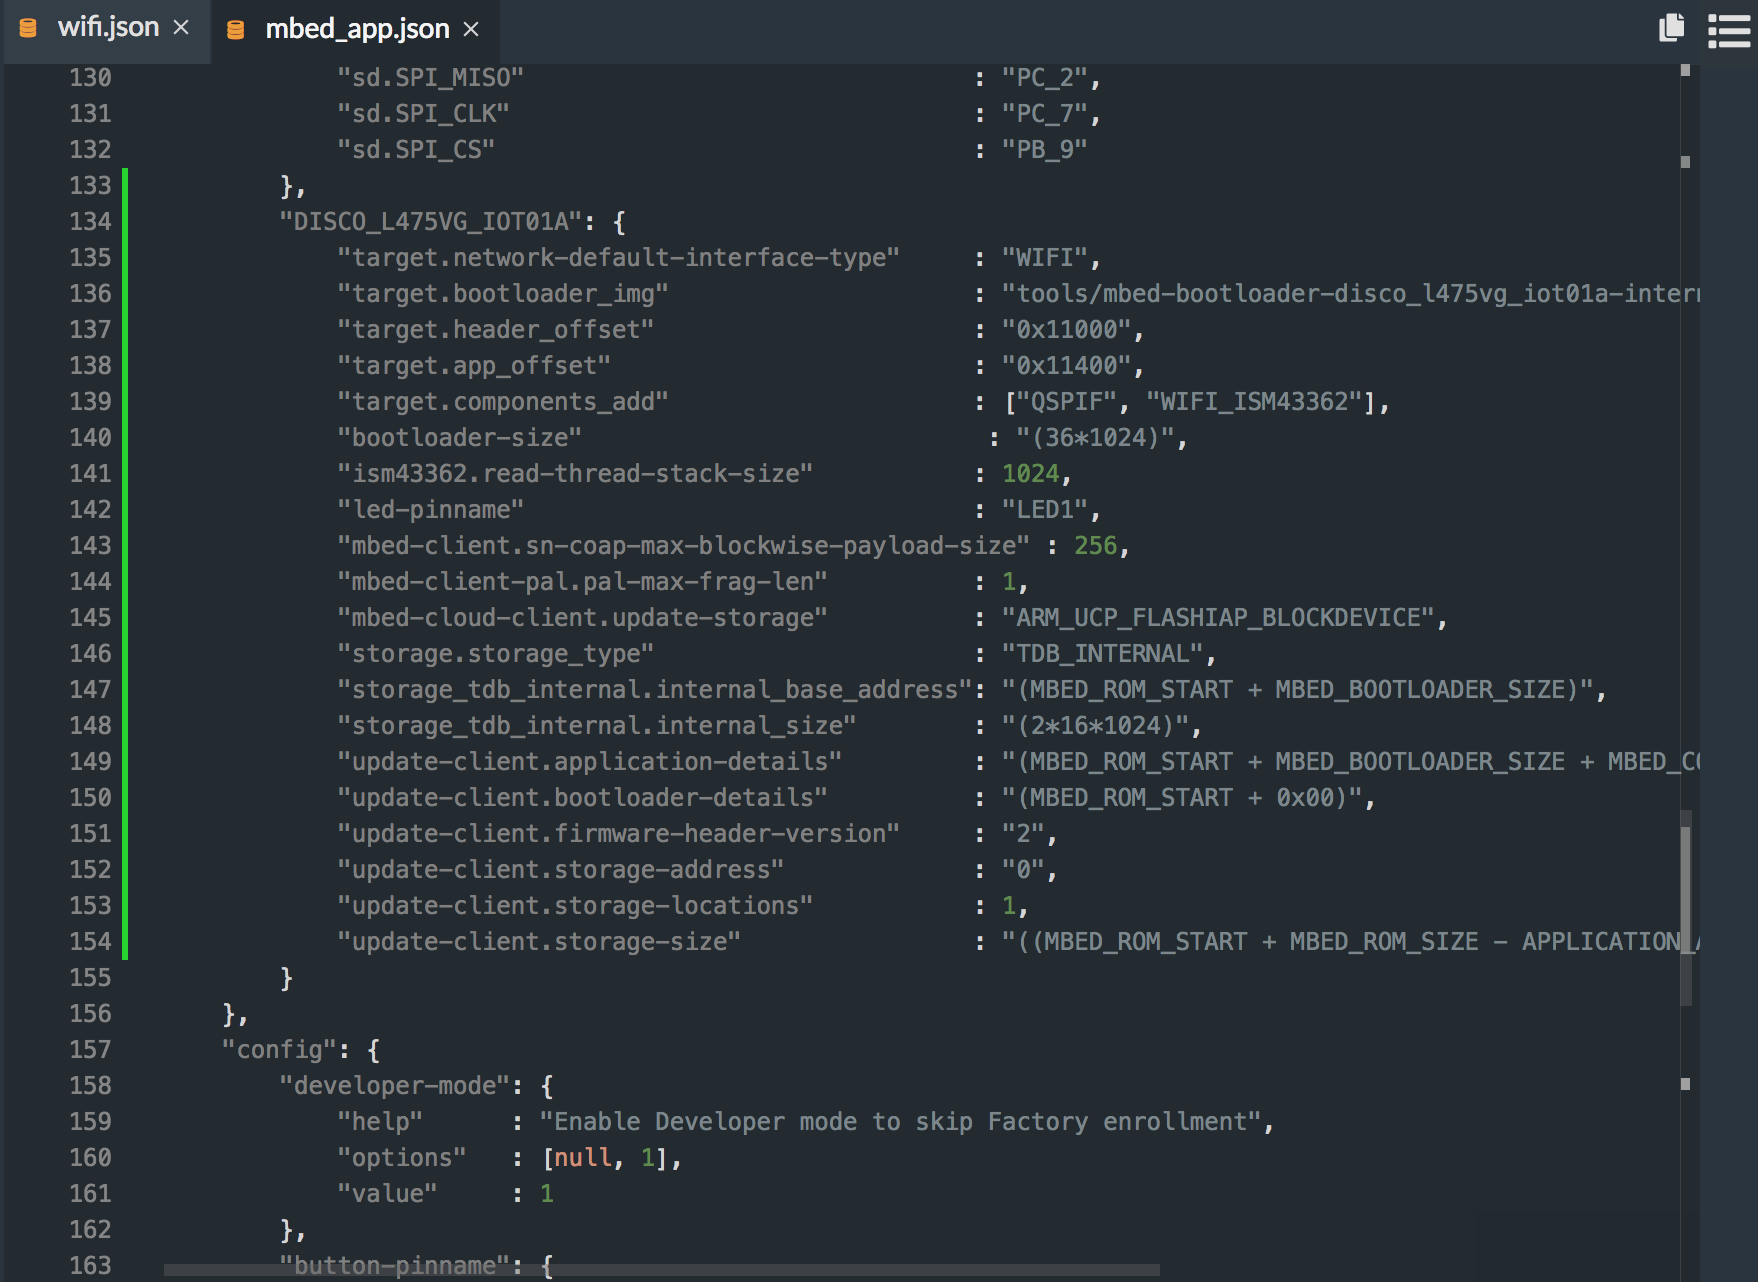 wifi.json ×
mbed_app.json ×
130 "sd.SPI_MISO" : "PC_2",
131 "sd.SPI_CLK" : "PC_7",
132 "sd.SPI_CS" : "PB_9"
133 },
134 "DISCO_L475VG_IOT01A": {
135 "target.network-default-interface-type" : "WIFI",
136 "target.bootloader_img" : "tools/mbed-bootloader-disco_l475vg_iot01a-intern
137 "target.header_offset" : "0x11000",
138 "target.app_offset" : "0x11400",
139 "target.components_add" : ["QSPIF", "WIFI_ISM43362"],
140 "bootloader-size" : "(36*1024)",
141 "ism43362.read-thread-stack-size" : 1024,
142 "led-pinname" : "LED1",
143 "mbed-client.sn-coap-max-blockwise-payload-size" : 256,
144 "mbed-client-pal.pal-max-frag-len" : 1,
145 "mbed-cloud-client.update-storage" : "ARM_UCP_FLASHIAP_BLOCKDEVICE",
146 "storage.storage_type" : "TDB_INTERNAL",
147 "storage_tdb_internal.internal_base_address": "(MBED_ROM_START + MBED_BOOTLOADER_SIZE)",
148 "storage_tdb_internal.internal_size" : "(2*16*1024)",
149 "update-client.application-details" : "(MBED_ROM_START + MBED_BOOTLOADER_SIZE + MBED_CO
150 "update-client.bootloader-details" : "(MBED_ROM_START + 0x00)",
151 "update-client.firmware-header-version" : "2",
152 "update-client.storage-address" : "0",
153 "update-client.storage-locations" : 1,
154 "update-client.storage-size" : "((MBED_ROM_START + MBED_ROM_SIZE - APPLICATION_A
155 }
156 },
157 "config": {
158 "developer-mode": {
159 "help" : "Enable Developer mode to skip Factory enrollment",
160 "options" : [null, 1],
161 "value" : 1
162 },
163 "button-pinname": {